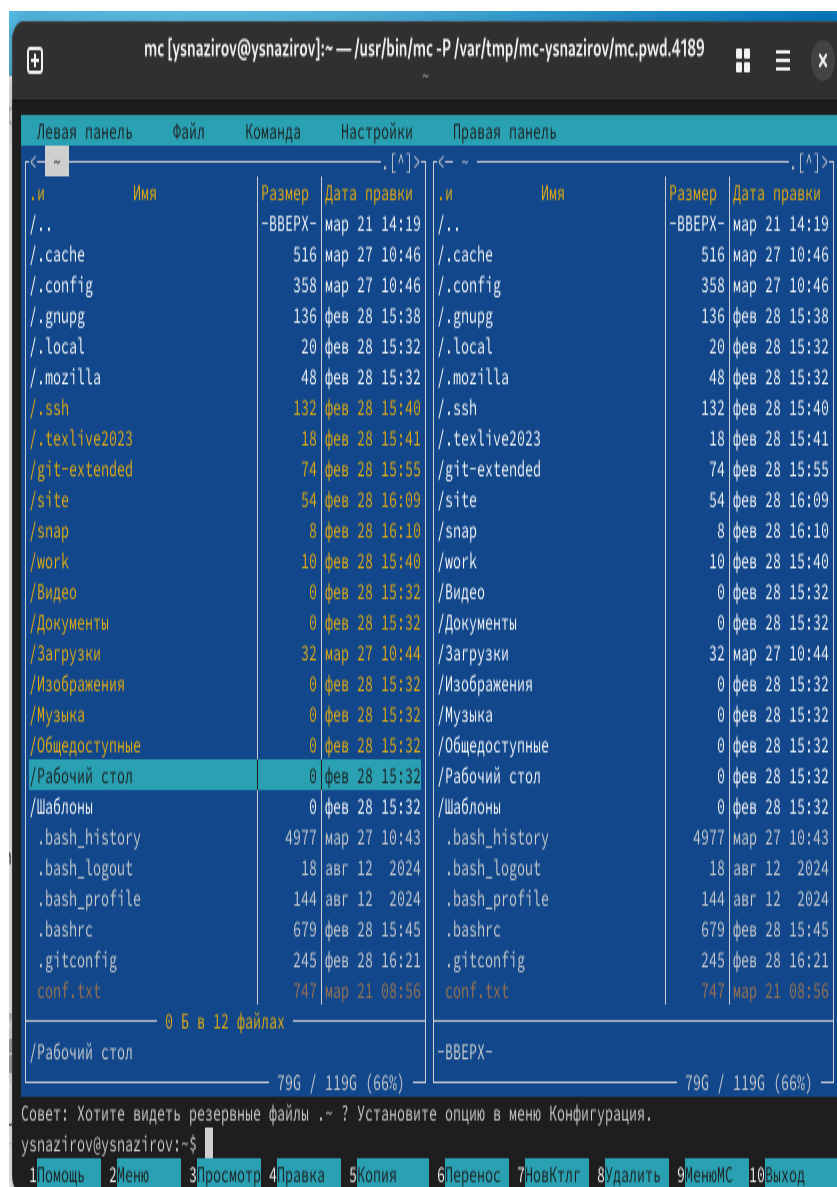 mc [ysnazirov@ysnazirov]:~ — /usr/bin/mc -P /var/tmp/mc-ysnazirov/mc.pwd.4189
~
Левая панель Файл Команда Настройки Правая панель
<─ ~ ─.[^]>┐ <─ ~ ─.[^]>┐
.и Имя Размер Дата правки .и Имя Размер Дата правки
/.. -ВВЕРХ- мар 21 14:19 /.. -ВВЕРХ- мар 21 14:19
/.cache 516 мар 27 10:46 /.cache 516 мар 27 10:46
/.config 358 мар 27 10:46 /.config 358 мар 27 10:46
/.gnupg 136 фев 28 15:38 /.gnupg 136 фев 28 15:38
/.local 20 фев 28 15:32 /.local 20 фев 28 15:32
/.mozilla 48 фев 28 15:32 /.mozilla 48 фев 28 15:32
/.ssh 132 фев 28 15:40 /.ssh 132 фев 28 15:40
/.texlive2023 18 фев 28 15:41 /.texlive2023 18 фев 28 15:41
/git-extended 74 фев 28 15:55 /git-extended 74 фев 28 15:55
/site 54 фев 28 16:09 /site 54 фев 28 16:09
/snap 8 фев 28 16:10 /snap 8 фев 28 16:10
/work 10 фев 28 15:40 /work 10 фев 28 15:40
/Видео 0 фев 28 15:32 /Видео 0 фев 28 15:32
/Документы 0 фев 28 15:32 /Документы 0 фев 28 15:32
/Загрузки 32 мар 27 10:44 /Загрузки 32 мар 27 10:44
/Изображения 0 фев 28 15:32 /Изображения 0 фев 28 15:32
/Музыка 0 фев 28 15:32 /Музыка 0 фев 28 15:32
/Общедоступные 0 фев 28 15:32 /Общедоступные 0 фев 28 15:32
/Рабочий стол 0 фев 28 15:32 /Рабочий стол 0 фев 28 15:32
/Шаблоны 0 фев 28 15:32 /Шаблоны 0 фев 28 15:32
.bash_history 4977 мар 27 10:43 .bash_history 4977 мар 27 10:43
.bash_logout 18 авг 12 2024 .bash_logout 18 авг 12 2024
.bash_profile 144 авг 12 2024 .bash_profile 144 авг 12 2024
.bashrc 679 фев 28 15:45 .bashrc 679 фев 28 15:45
.gitconfig 245 фев 28 16:21 .gitconfig 245 фев 28 16:21
conf.txt 747 мар 21 08:56 conf.txt 747 мар 21 08:56
0 Б в 12 файлах
/Рабочий стол -ВВЕРХ-
79G / 119G (66%) 79G / 119G (66%)
Совет: Хотите видеть резервные файлы .~ ? Установите опцию в меню Конфигурация.
ysnazirov@ysnazirov:~$
1Помощь 2Меню 3Просмотр 4Правка 5Копия 6Перенос 7НовКтлг 8Удалить 9МенюMC 10Выход